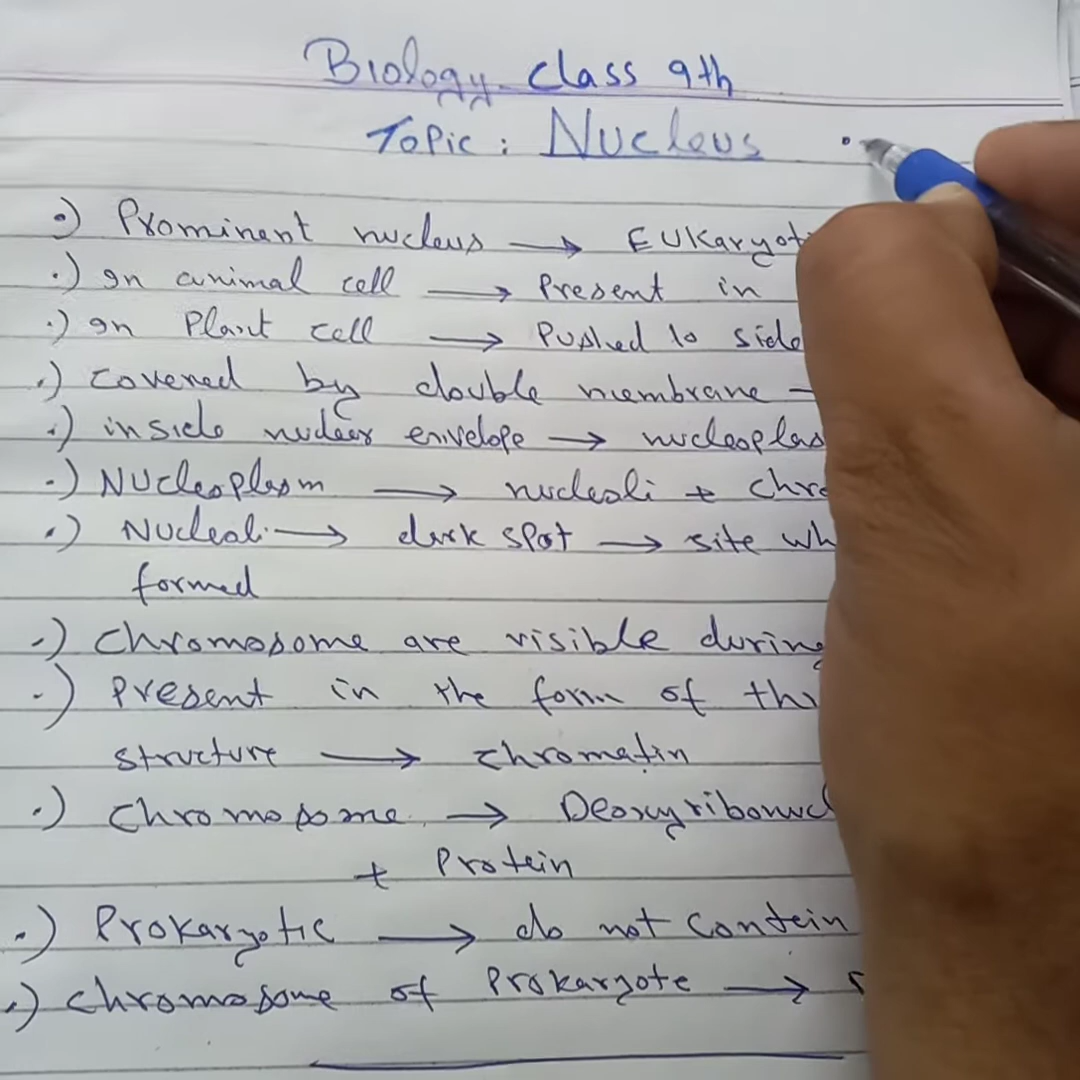 Biology class 9th
Topic: Nucleus
.) Prominent nucleus → Eukaryot
.) In animal cell → Present in
.) In Plant cell → Pushed to side
.) covered by double membrane →
.) inside nuclear envelope → nucleoplas
.) Nucleoplasm → nucleoli + chro
.) Nucleoli → dark spot → site wh
formed
.) chromosome are visible during
.) Present in the form of th
structure → chromatin
.) chromosome → Deoxyribonuc
+ Protein
.) Prokaryotic → do not contein
.) chromosome of Prokaryote →